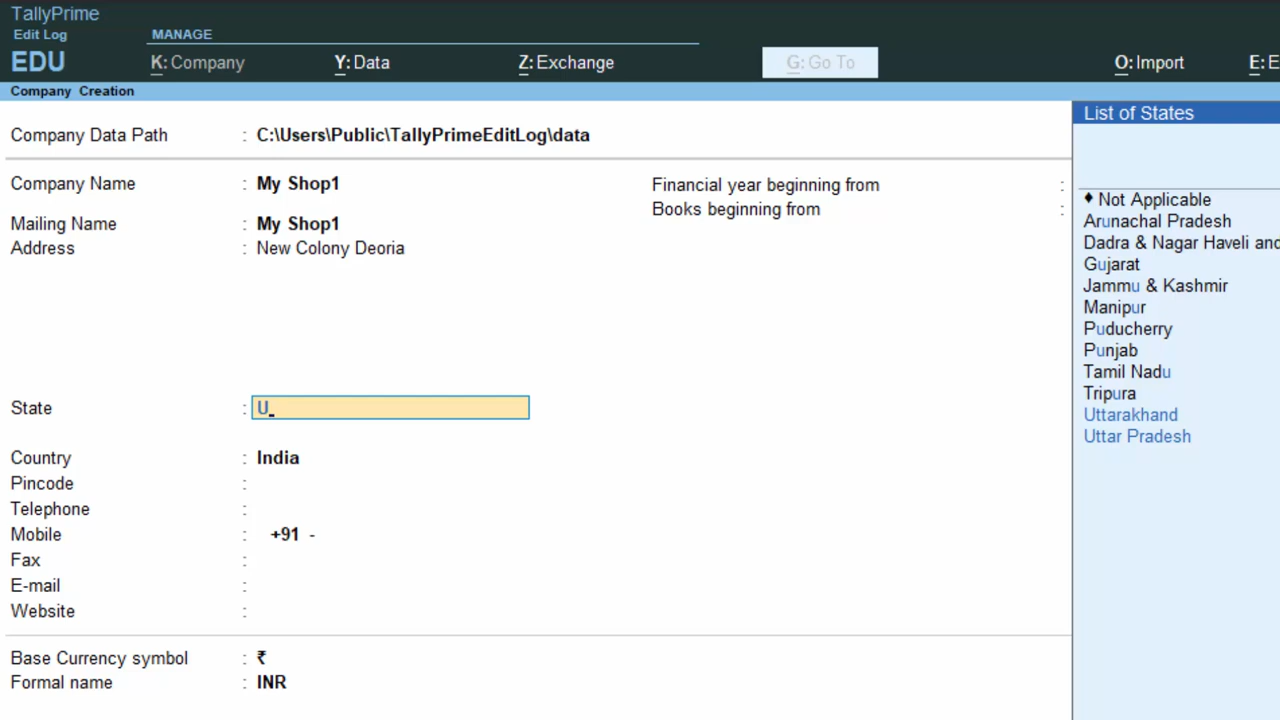 TallyPrime
Edit Log
EDU
MANAGE
K: Company
Y: Data
Z: Exchange
G: Go To
O: Import
E: E
Company Creation
Company Data Path : C:\Users\Public\TallyPrimeEditLog\data
Company Name : My Shop1
Mailing Name : My Shop1
Address : New Colony Deoria
Financial year beginning from :
Books beginning from :
State : U
Country : India
Pincode :
Telephone :
Mobile : +91 -
Fax :
E-mail :
Website :
Base Currency symbol : ₹
Formal name : INR
List of States
♦ Not Applicable
Arunachal Pradesh
Dadra & Nagar Haveli and
Gujarat
Jammu & Kashmir
Manipur
Puducherry
Punjab
Tamil Nadu
Tripura
Uttarakhand
Uttar Pradesh